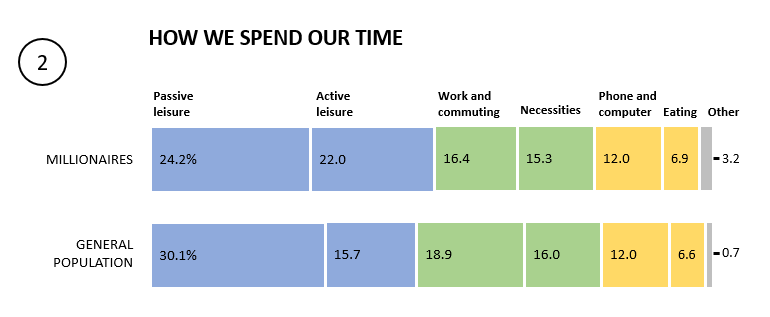 HOW WE SPEND OUR TIME
2
Passive
leisure
Active
leisure
Work and
commuting
Necessities
Phone and
computer
Eating
Other
MILLIONAIRES
24.2%
22.0
16.4
15.3
12.0
6.9
3.2
GENERAL
POPULATION
30.1%
15.7
18.9
16.0
12.0
6.6
0.7